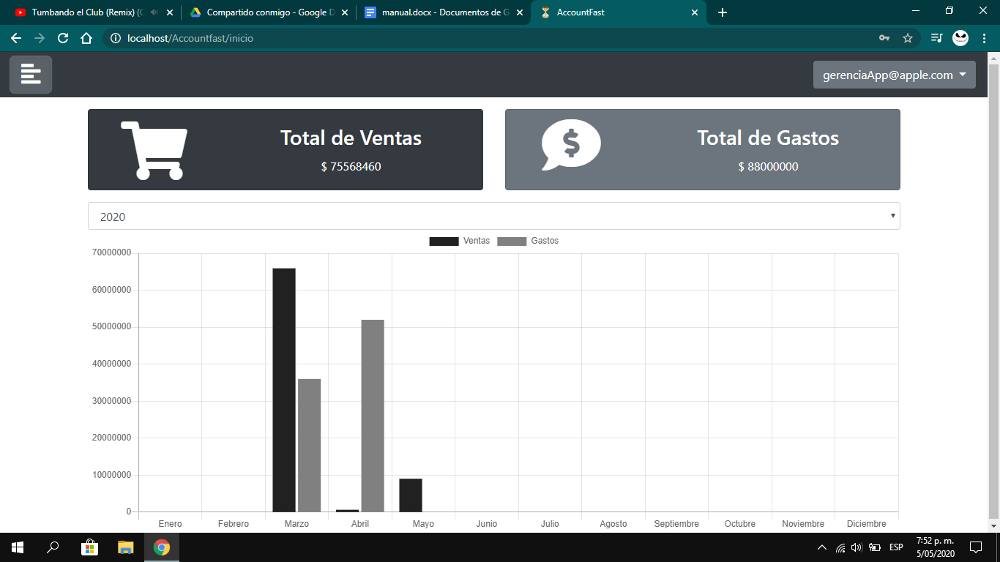 Tumbando el Club (Remix) (O
Compartido conmigo - Google D
manual.docx - Documentos de G
AccountFast
localhost/Accountfast/inicio
gerenciaApp@apple.com
Total de Ventas
$ 75568460
Total de Gastos
$ 88000000
2020
Ventas Gastos
70000000
60000000
50000000
40000000
30000000
20000000
10000000
0
Enero Febrero Marzo Abril Mayo Junio Julio Agosto Septiembre Octubre Noviembre Diciembre
ESP
7:52 p. m.
5/05/2020